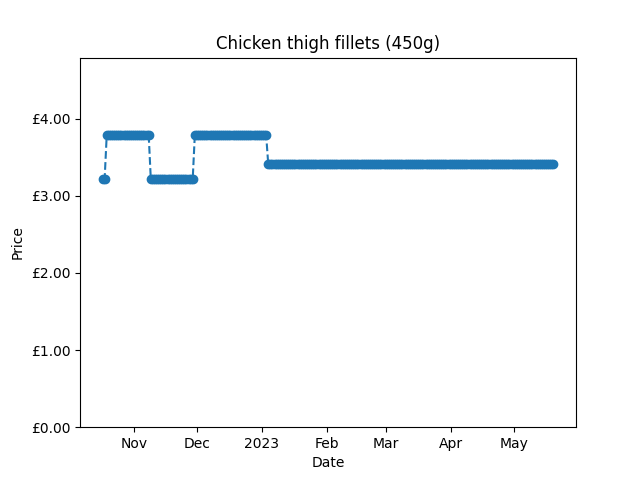 Chicken thigh fillets (450g)
£4.00
£3.00
£2.00
£1.00
£0.00
Price
Nov Dec 2023 Feb Mar Apr May
Date